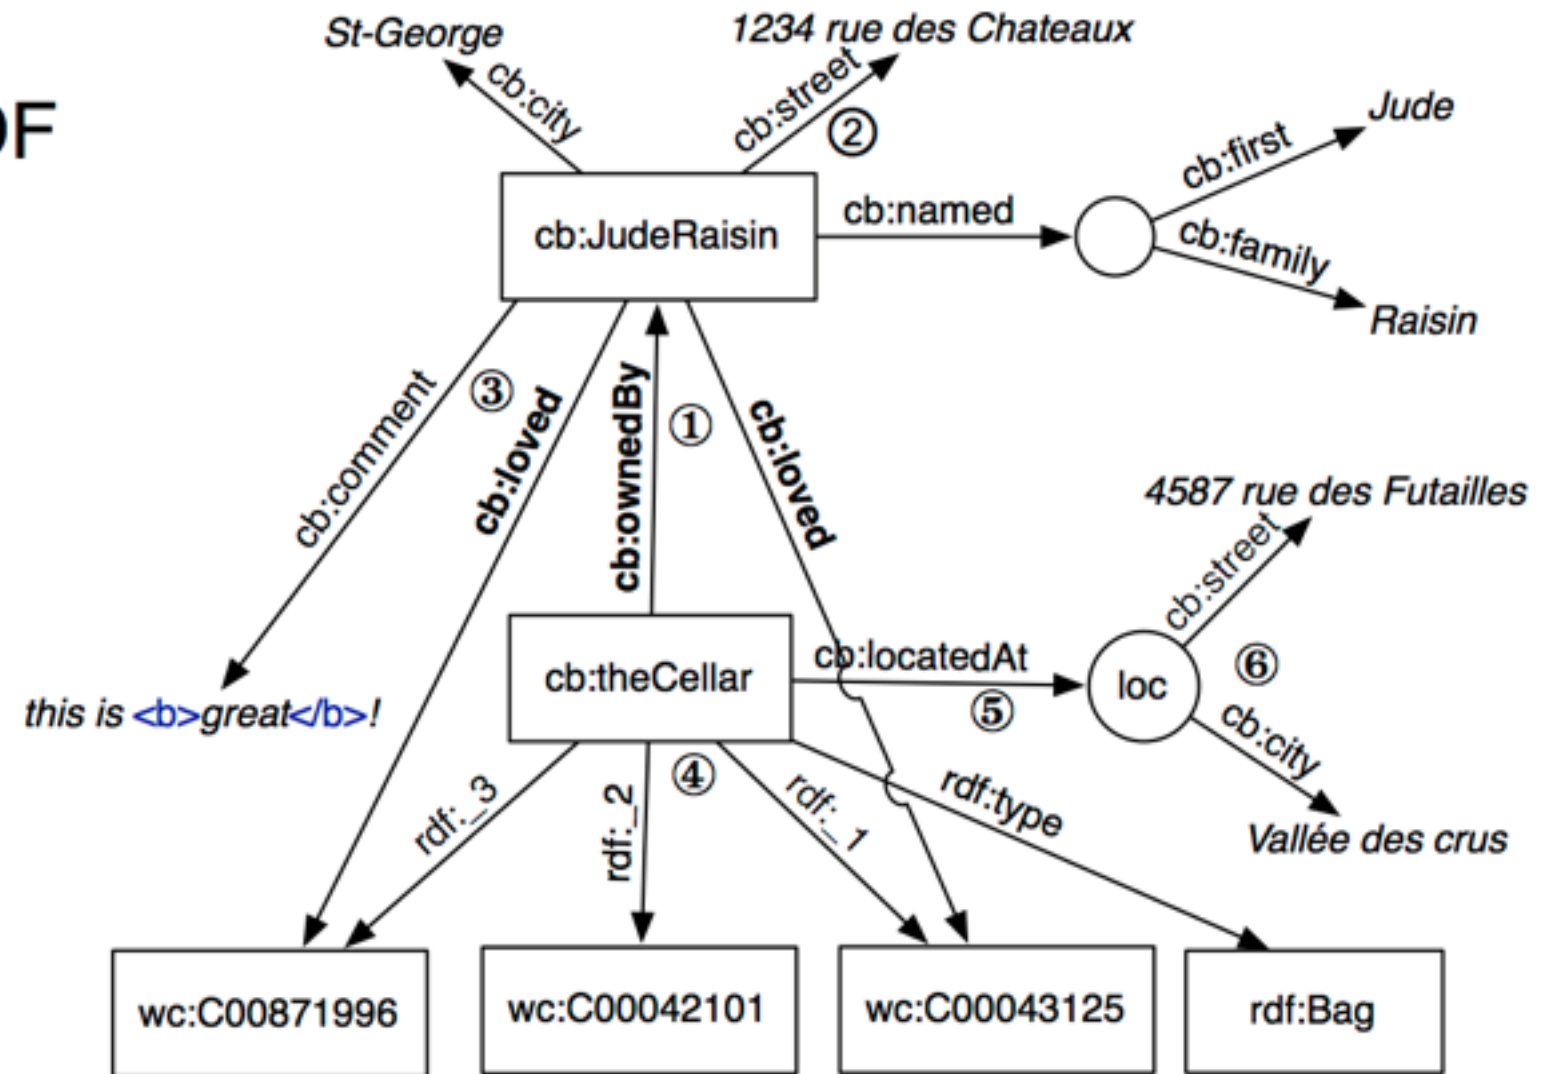 St-George
1234 rue des Chateaux
DF
cb:city
cb:street
②
Jude
cb:first
cb:JudeRaisin
cb:named
cb:family
Raisin
cb:comment
③
cb:loved
cb:ownedBy
①
cb:loved
4587 rue des Futailles
cb:street
cb:theCellar
cb:locatedAt
loc
⑥
⑤
cb:city
this is <b>great</b>!
④
rdf:_3
rdf:_2
rdf:_1
rdf:type
Vallée des crus
wc:C00871996
wc:C00042101
wc:C00043125
rdf:Bag